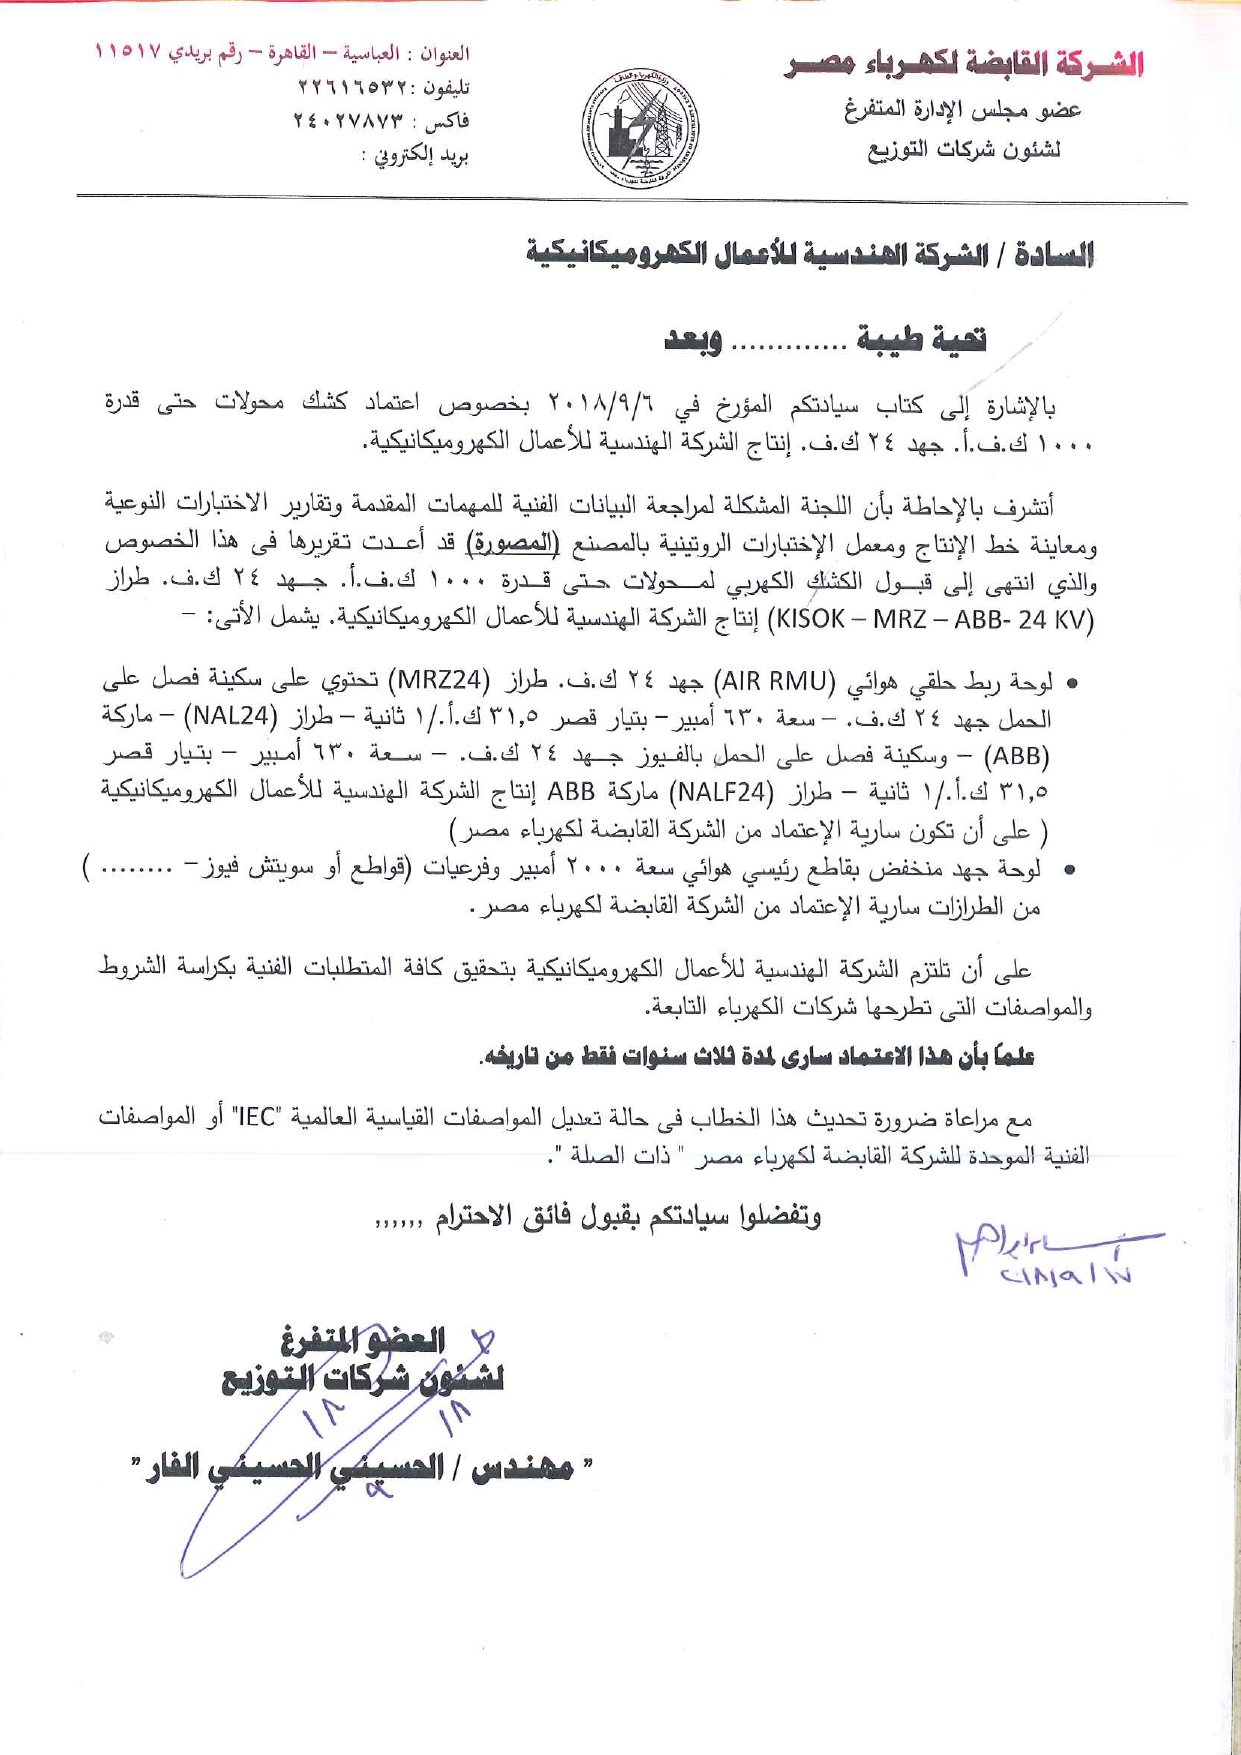 الشركة القابضة لكهرباء مصر
عضو مجلس الإدارة المتفرغ
لشئون شركات التوزيع
العنوان : العباسية – القاهرة – رقم بريدي ١١٥١٧
تليفون : ٢٢٦١٦٥٣٢
فاكس : ٢٤٠٢٧٨٧٣
بريد إلكتروني :
السادة / الشركة الهندسية للأعمال الكهروميكانيكية
تحية طيبة ............. وبعد
بالإشارة إلى كتاب سيادتكم المؤرخ في ٢٠١٨/٩/٦ بخصوص اعتماد كشك محولات حتى قدرة
١٠٠٠ ك.ف.أ. جهد ٢٤ ك.ف. إنتاج الشركة الهندسية للأعمال الكهروميكانيكية.
أتشرف بالإحاطة بأن اللجنة المشكلة لمراجعة البيانات الفنية للمهمات المقدمة وتقارير الاختبارات النوعية
ومعاينة خط الإنتاج ومعمل الإختبارات الروتينية بالمصنع (المصورة) قد أعدت تقريرها فى هذا الخصوص
والذي انتهى إلى قبول الكشك الكهربي لمحولات حتى قدرة ١٠٠٠ ك.ف.أ. جهد ٢٤ ك.ف. طراز
(KISOK – MRZ – ABB- 24 KV) إنتاج الشركة الهندسية للأعمال الكهروميكانيكية. يشمل الأتى: –
• لوحة ربط حلقي هوائي (AIR RMU) جهد ٢٤ ك.ف. طراز (MRZ24) تحتوي على سكينة فصل على
الحمل جهد ٢٤ ك.ف. – سعة ٦٣٠ أمبير – بتيار قصر ٣١,٥ ك.أ./١ ثانية – طراز (NAL24) – ماركة
(ABB) – وسكينة فصل على الحمل بالفيوز جهد ٢٤ ك.ف. – سعة ٦٣٠ أمبير – بتيار قصر
٣١,٥ ك.أ./١ ثانية – طراز (NALF24) ماركة ABB إنتاج الشركة الهندسية للأعمال الكهروميكانيكية
( على أن تكون سارية الإعتماد من الشركة القابضة لكهرباء مصر)
• لوحة جهد منخفض بقاطع رئيسي هوائي سعة ٢٠٠٠ أمبير وفرعيات (قواطع أو سويتش فيوز– ........ )
من الطرازات سارية الإعتماد من الشركة القابضة لكهرباء مصر .
على أن تلتزم الشركة الهندسية للأعمال الكهروميكانيكية بتحقيق كافة المتطلبات الفنية بكراسة الشروط
والمواصفات التى تطرحها شركات الكهرباء التابعة.
علماً بأن هذا الاعتماد سارى لمدة ثلاث سنوات فقط من تاريخه.
مع مراعاة ضرورة تحديث هذا الخطاب فى حالة تعديل المواصفات القياسية العالمية "IEC" أو المواصفات
الفنية الموحدة للشركة القابضة لكهرباء مصر " ذات الصلة ".
وتفضلوا سيادتكم بقبول فائق الاحترام ,,,,,,
العضو المتفرغ
لشئون شركات التوزيع
" مهندس / الحسيني الحسيني الفار "